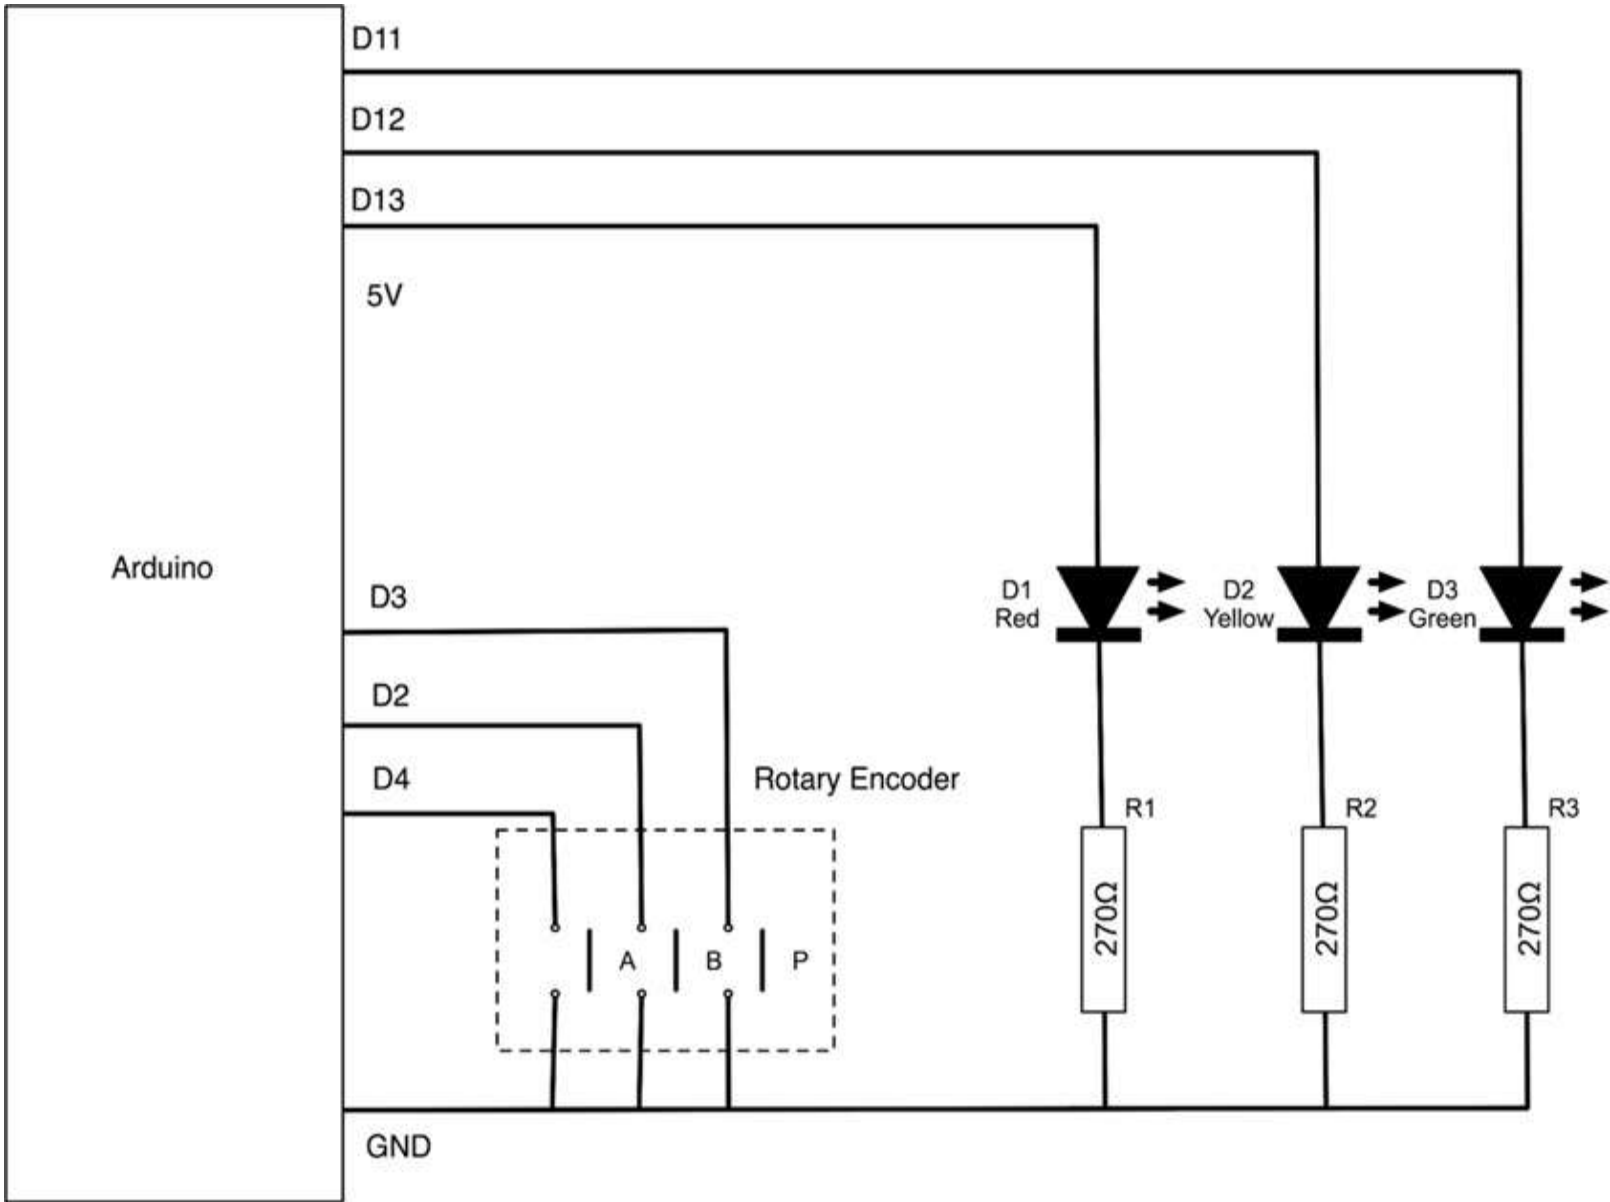 D11
D12
D13
5V
Arduino
D3
D2
D4
Rotary Encoder
A
B
P
GND
D1
Red
D2
Yellow
D3
Green
R1
270Ω
R2
270Ω
R3
270Ω